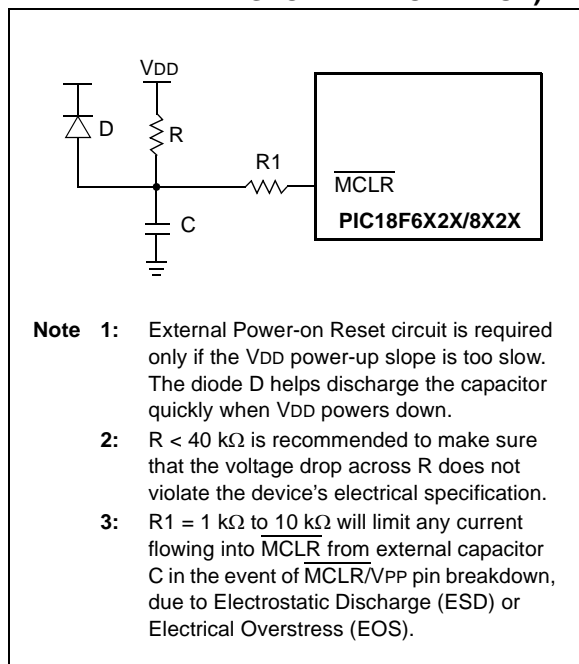 VDD
D
R
R1
C
MCLR
PIC18F6X2X/8X2X
Note 1: External Power-on Reset circuit is required
only if the VDD power-up slope is too slow.
The diode D helps discharge the capacitor
quickly when VDD powers down.
2: R < 40 kΩ is recommended to make sure
that the voltage drop across R does not
violate the device's electrical specification.
3: R1 = 1 kΩ to 10 kΩ will limit any current
flowing into MCLR from external capacitor
C in the event of MCLR/VPP pin breakdown,
due to Electrostatic Discharge (ESD) or
Electrical Overstress (EOS).